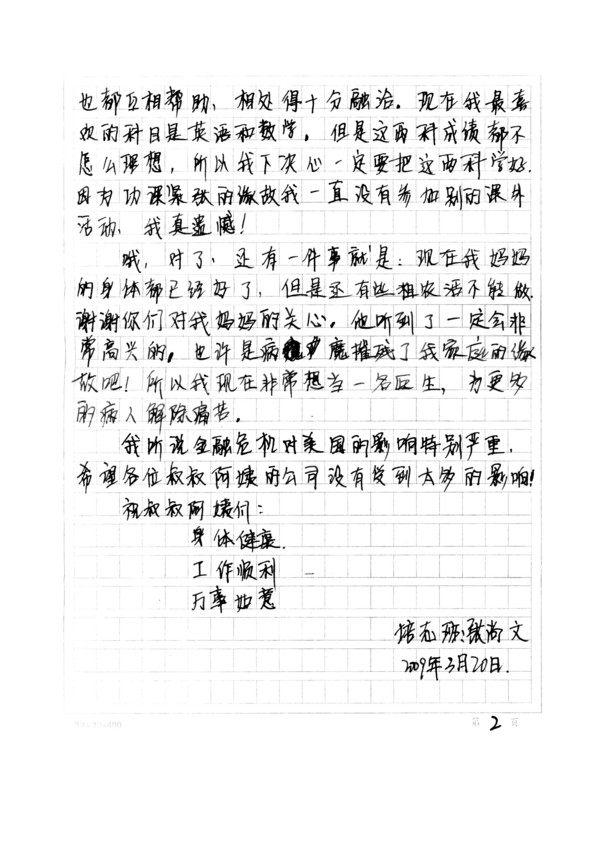 也都互相帮助，相处得十分融洽。现在我最喜
欢的科目是英语和数学。但是这两科成绩都不
怎么理想，所以我下决心一定要把这两科学好.
因为功课紧张的缘故我一直没有参加别的课外
活动，我真遗憾！
哦，对了，还有一件事就是：现在我妈妈
的身体都已经好了，但是还有些粗农活不能做.
谢谢你们对我妈妈的关心。他听到了一定会非
常高兴的。也许是病魔摧残了我家庭的缘
故吧！所以我现在非常想当一名医生，为更多
的病人解除痛苦。
我听说金融危机对美国的影响特别严重，
希望各位叔叔阿姨的公司没有受到太多的影响！
祝叔叔阿姨们：
身体健康.
工作顺利
万事如意
培志班：张尚文
2009年3月20日.
第 2 页